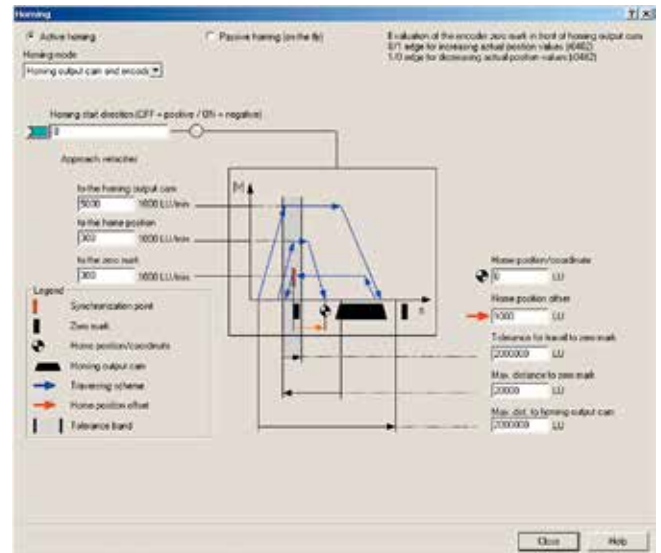 Homing
Active homing
Passive homing (on the fly)
Evaluation of the encoder zero mark in front of homing output cam
0/1 edge for increasing actual position values (r0482)
1/0 edge for decreasing actual position values (r0482)
Homing mode
Homing output cam and encode
Homing start direction (OFF = positive / ON = negative)
0
Approach velocities
to the homing output cam
5000 1000 LU/min
to the home position
300 1000 LU/min
to the zero mark
300 1000 LU/min
|v|
s
Legend
Synchronization point
Zero mark
Home position/coordinate
Homing output cam
Traversing scheme
Home position offset
Tolerance band
Home position/coordinate
0 LU
Home position offset
1000 LU
Tolerance for travel to zero mark
2000000 LU
Max. distance to zero mark
20000 LU
Max. dist. to homing output cam
2000000 LU
Close
Help